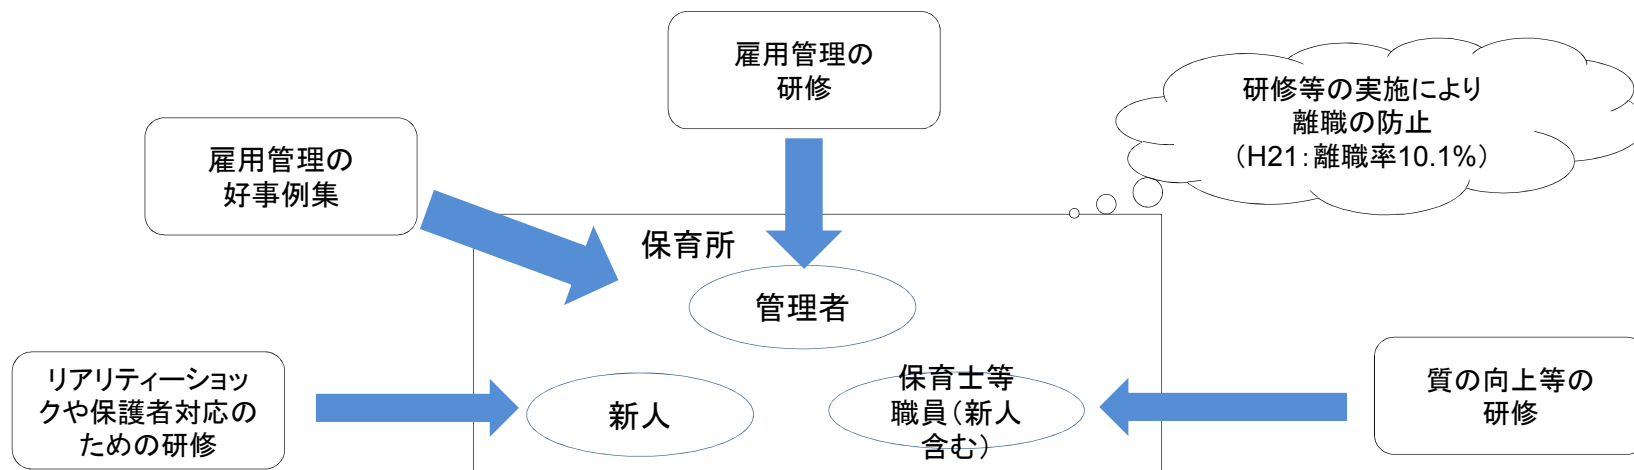 雇用管理の
研修
研修等の実施により
離職の防止
（H21：離職率10.1%）
雇用管理の
好事例集
保育所
管理者
リアリティーショッ
クや保護者対応の
ための研修
新人
保育士等
職員（新人
含む）
質の向上等の
研修